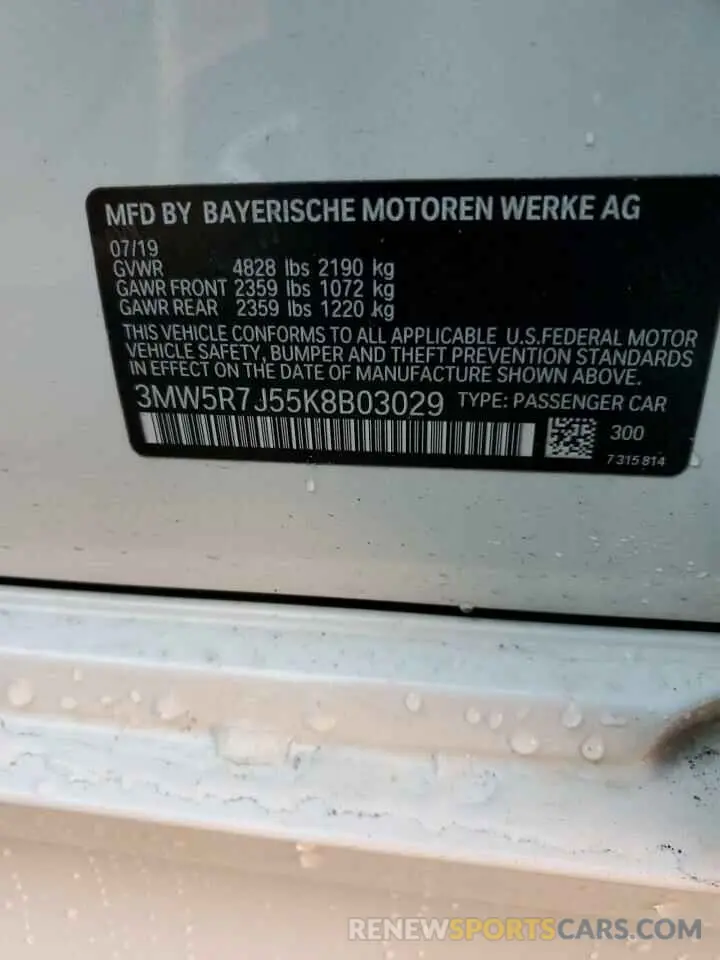 MFD BY BAYERISCHE MOTOREN WERKE AG
07/19
GVWR 4828 lbs 2190 kg
GAWR FRONT 2359 lbs 1072 kg
GAWR REAR 2359 lbs 1220 kg
THIS VEHICLE CONFORMS TO ALL APPLICABLE U.S.FEDERAL MOTOR
VEHICLE SAFETY, BUMPER AND THEFT PREVENTION STANDARDS
IN EFFECT ON THE DATE OF MANUFACTURE SHOWN ABOVE.
3MW5R7J55K8B03029 TYPE: PASSENGER CAR
300
7 315 814
RENEWSPORTSCARS.COM